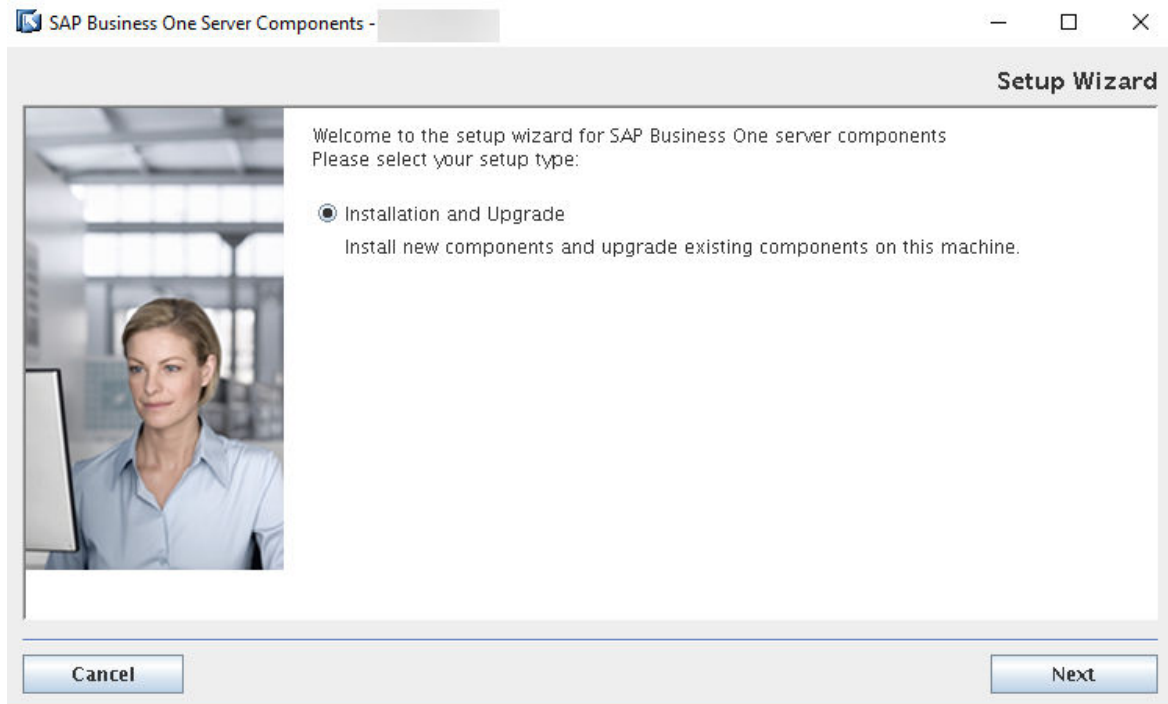 SAP Business One Server Components -
Setup Wizard
Welcome to the setup wizard for SAP Business One server components
Please select your setup type:
Installation and Upgrade
Install new components and upgrade existing components on this machine.
Cancel
Next